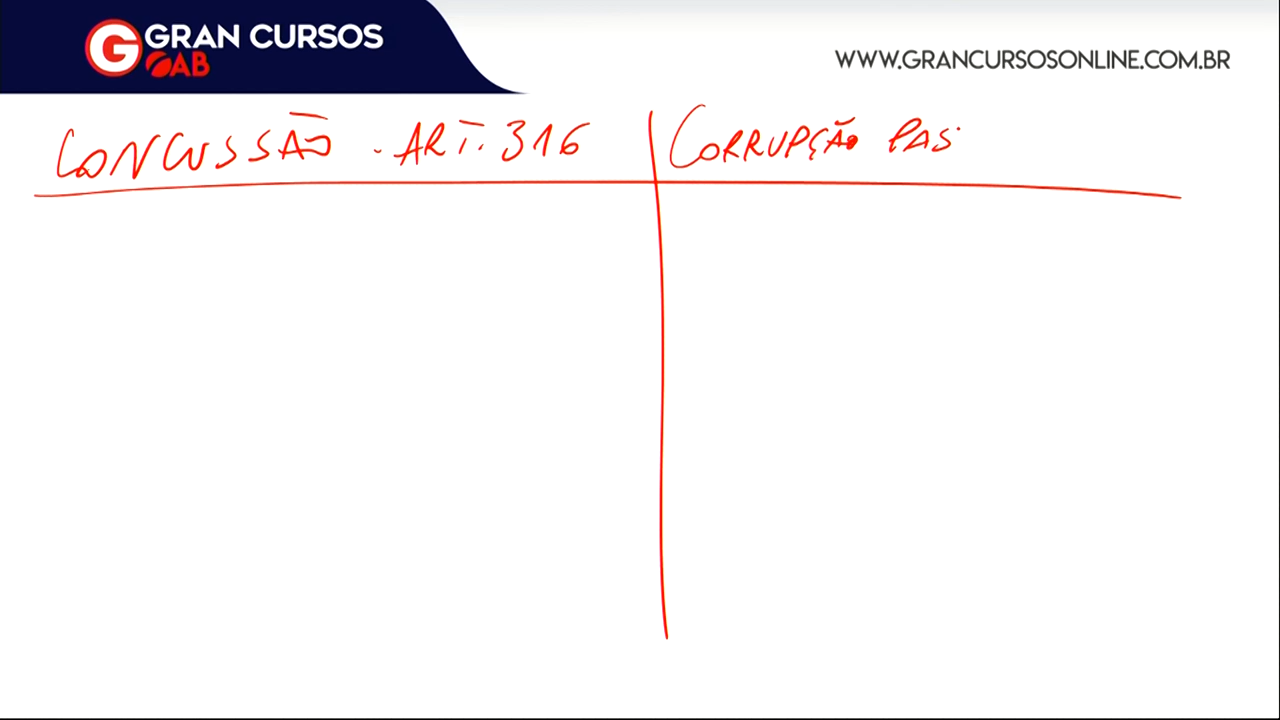 GRAN CURSOS
OAB
WWW.GRANCURSOSONLINE.COM.BR
CONCUSSÃO . ART. 316
CORRUPÇÃO PAS